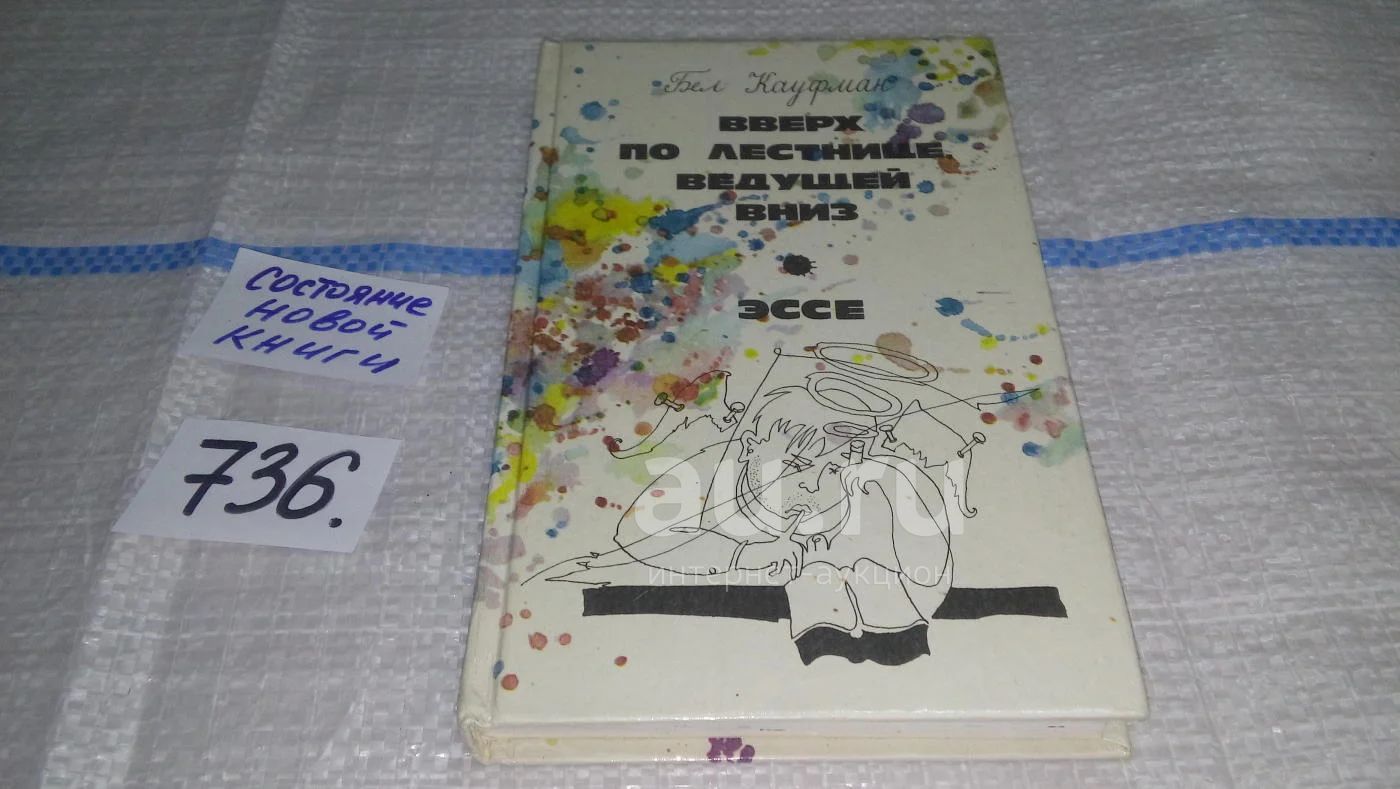 Бел Кауфман
ВВЕРХ
ПО ЛЕСТНИЦЕ,
ВЕДУЩЕЙ
ВНИЗ
ЭССЕ
СОСТОЯНИЕ
НОВОЙ
КНИГИ
736.
au.ru
интернет-аукцион